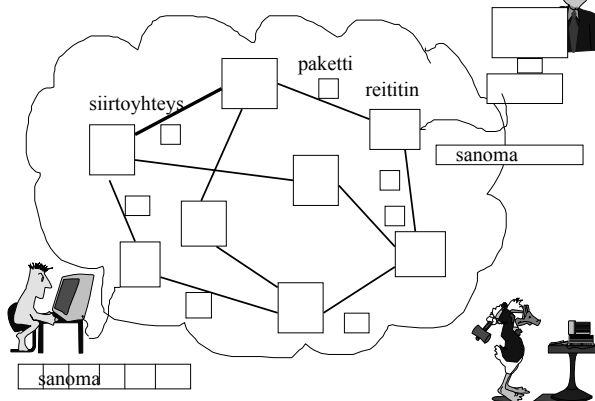 paketti
reititin
siirtoyhteys
sanoma
sanoma